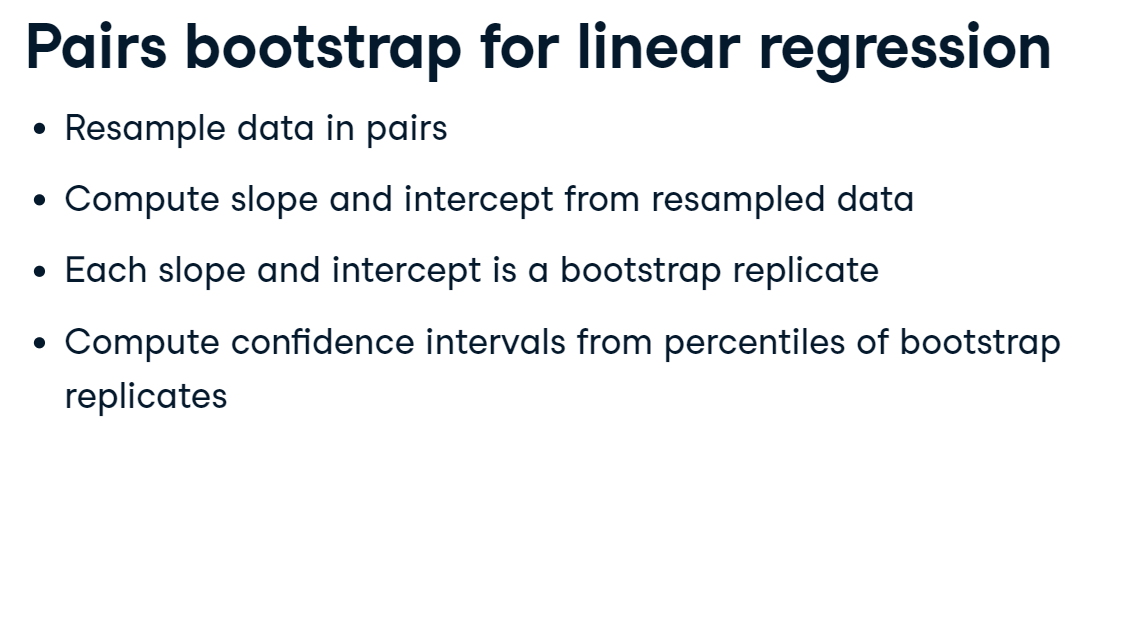 Pairs bootstrap for linear regression
• Resample data in pairs
• Compute slope and intercept from resampled data
• Each slope and intercept is a bootstrap replicate
• Compute confidence intervals from percentiles of bootstrap
replicates